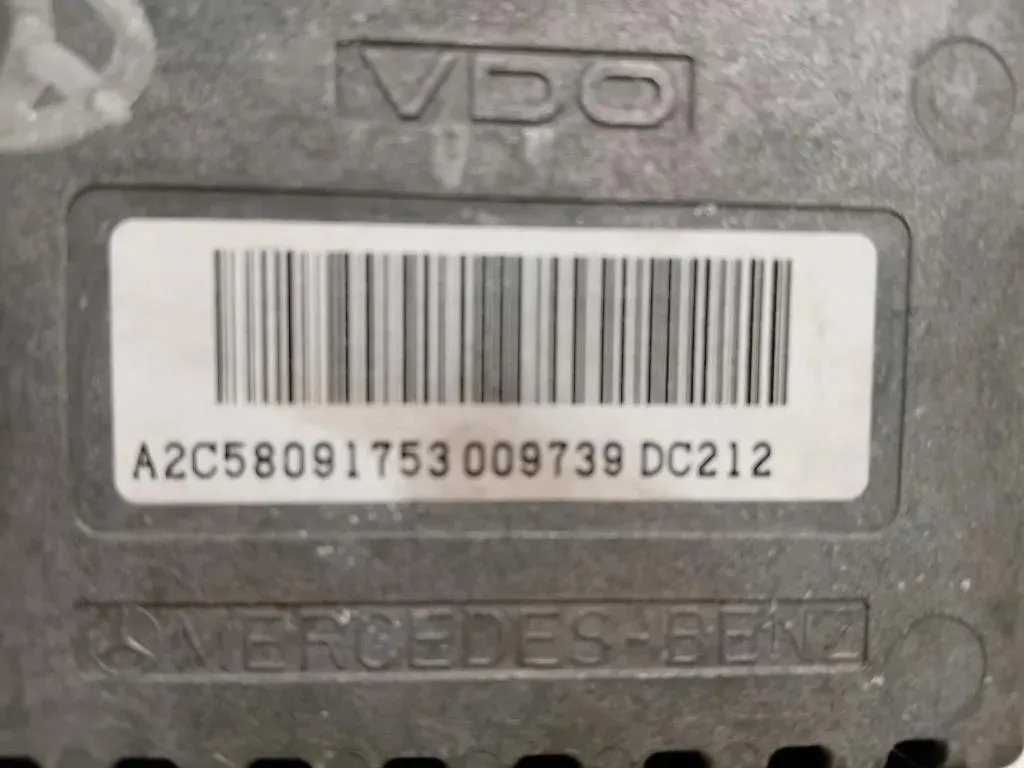 VDO
A2C58091753 009739 DC212
MERCEDES-BENZ